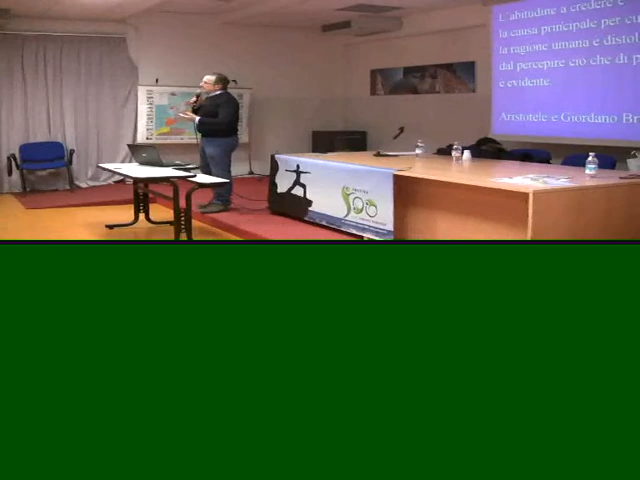 L'abitudine a credere è
la causa principale per cui
la ragione umana è distol
dal percepire ciò che di p
è evidente.
Aristotele e Giordano Br